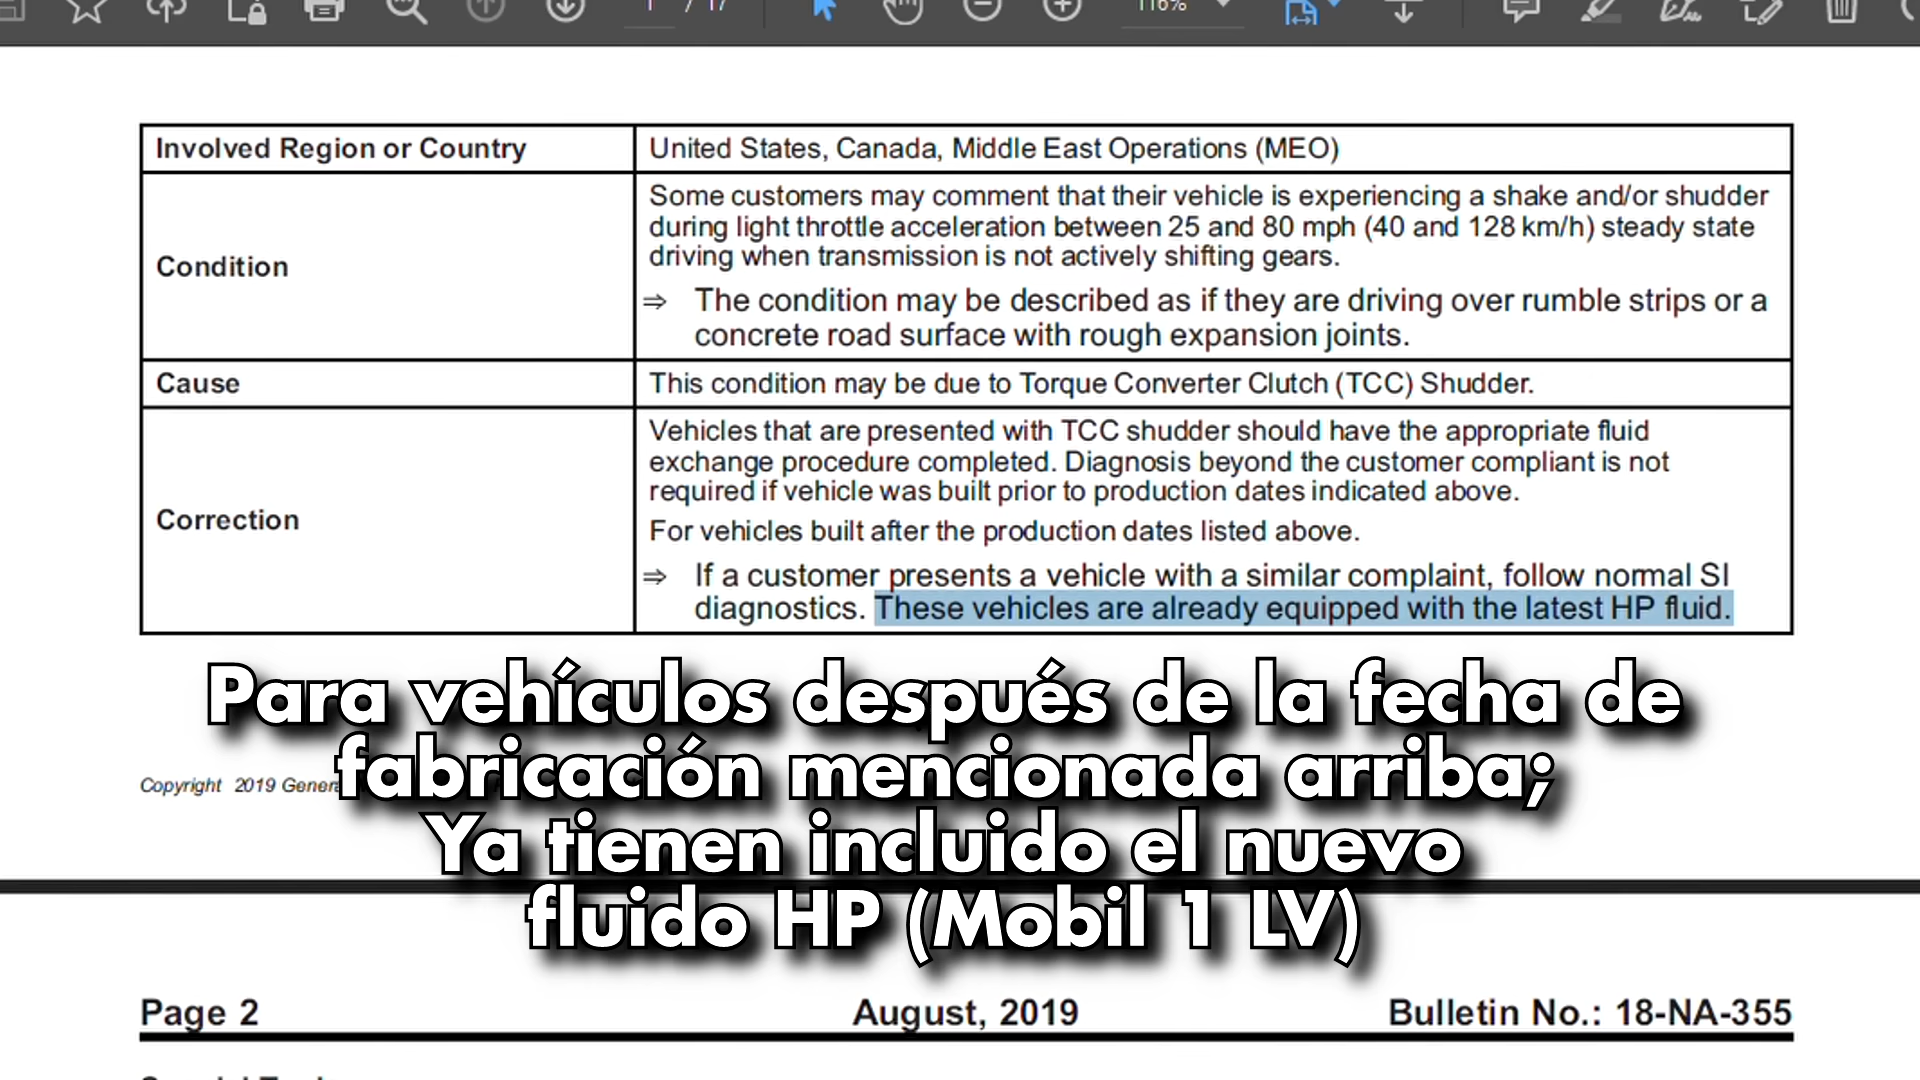 1 / 17
116%
Involved Region or Country
United States, Canada, Middle East Operations (MEO)
Condition
Some customers may comment that their vehicle is experiencing a shake and/or shudder
during light throttle acceleration between 25 and 80 mph (40 and 128 km/h) steady state
driving when transmission is not actively shifting gears.
⇒ The condition may be described as if they are driving over rumble strips or a
concrete road surface with rough expansion joints.
Cause
This condition may be due to Torque Converter Clutch (TCC) Shudder.
Correction
Vehicles that are presented with TCC shudder should have the appropriate fluid
exchange procedure completed. Diagnosis beyond the customer compliant is not
required if vehicle was built prior to production dates indicated above.
For vehicles built after the production dates listed above.
⇒ If a customer presents a vehicle with a similar complaint, follow normal SI
diagnostics. These vehicles are already equipped with the latest HP fluid.
Para vehículos después de la fecha de
fabricación mencionada arriba;
Ya tienen incluido el nuevo
fluido HP (Mobil 1 LV)
Copyright 2019
Page 2
August, 2019
Bulletin No.: 18-NA-355